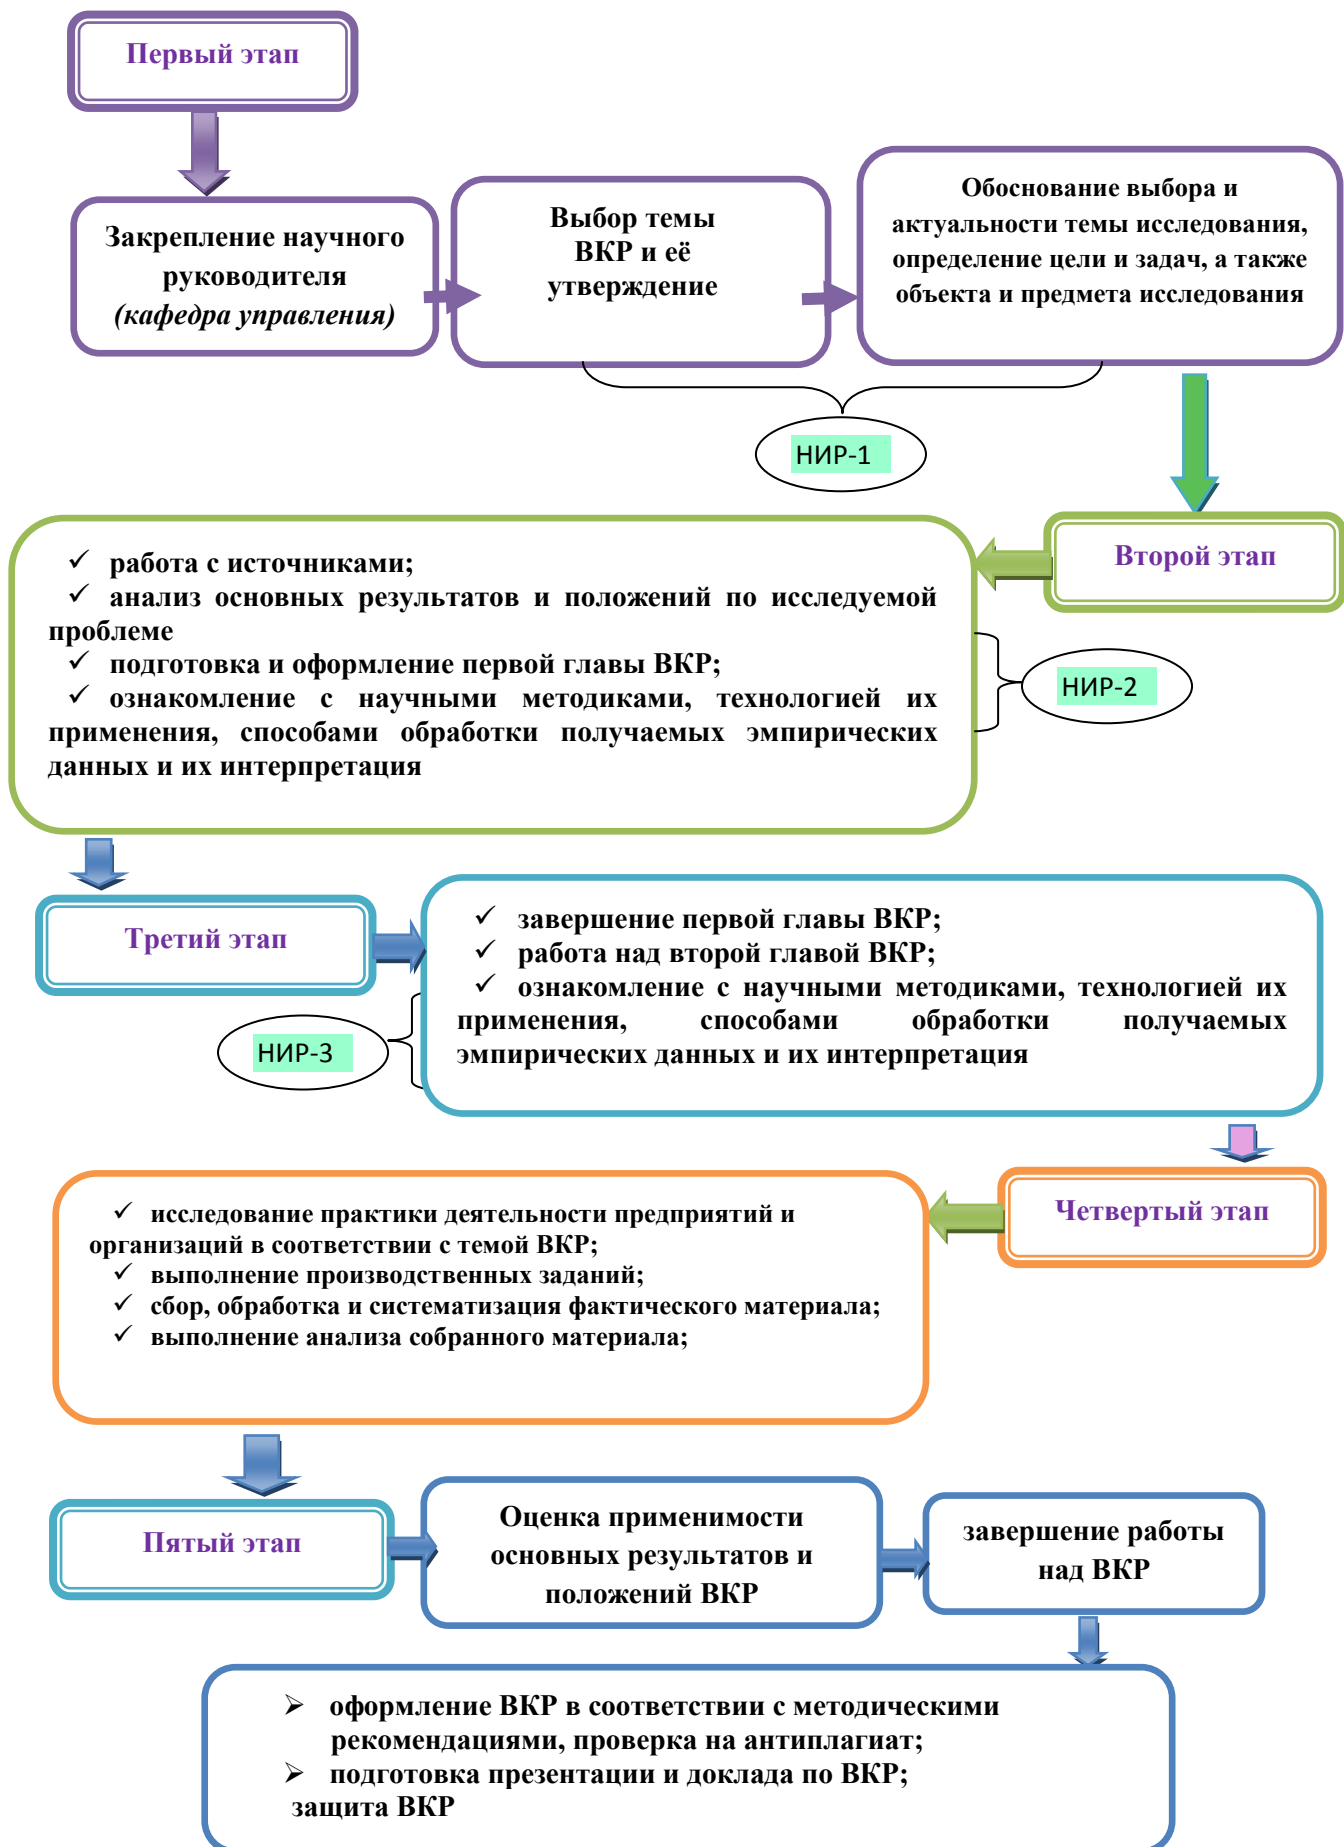 Первый этап
Закрепление научного
руководителя
(кафедра управления)
Выбор темы
ВКР и её
утверждение
Обоснование выбора и
актуальности темы исследования,
определение цели и задач, а также
объекта и предмета исследования
НИР-1
Второй этап
✓ работа с источниками;
✓ анализ основных результатов и положений по исследуемой
проблеме
✓ подготовка и оформление первой главы ВКР;
✓ ознакомление с научными методиками, технологией их
применения, способами обработки получаемых эмпирических
данных и их интерпретация
НИР-2
Третий этап
✓ завершение первой главы ВКР;
✓ работа над второй главой ВКР;
✓ ознакомление с научными методиками, технологией их
применения, способами обработки получаемых
эмпирических данных и их интерпретация
НИР-3
Четвертый этап
✓ исследование практики деятельности предприятий и
организаций в соответствии с темой ВКР;
✓ выполнение производственных заданий;
✓ сбор, обработка и систематизация фактического материала;
✓ выполнение анализа собранного материала;
Пятый этап
Оценка применимости
основных результатов и
положений ВКР
завершение работы
над ВКР
➢ оформление ВКР в соответствии с методическими
рекомендациями, проверка на антиплагиат;
➢ подготовка презентации и доклада по ВКР;
защита ВКР